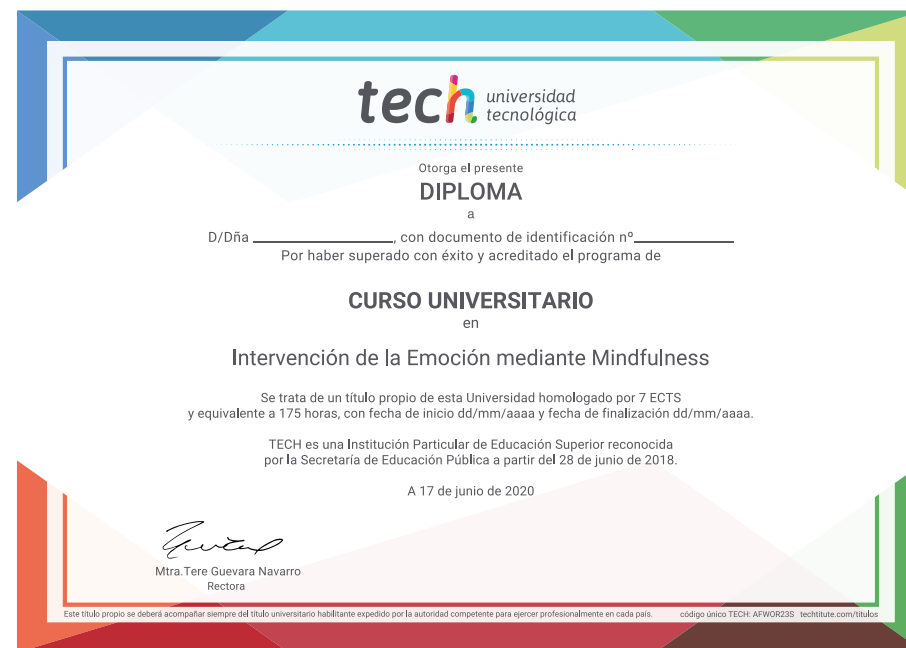 tech universidad
tecnológica
Otorga el presente
DIPLOMA
a
D/Dña ____________________, con documento de identificación nº______________
Por haber superado con éxito y acreditado el programa de
CURSO UNIVERSITARIO
en
Intervención de la Emoción mediante Mindfulness
Se trata de un título propio de esta Universidad homologado por 7 ECTS
y equivalente a 175 horas, con fecha de inicio dd/mm/aaaa y fecha de finalización dd/mm/aaaa.
TECH es una Institución Particular de Educación Superior reconocida
por la Secretaría de Educación Pública a partir del 28 de junio de 2018.
A 17 de junio de 2020
Mtra.Tere Guevara Navarro
Rectora
Este título propio se deberá acompañar siempre del título universitario habilitante expedido por la autoridad competente para ejercer profesionalmente en cada país. código único TECH: AFWOR23S techtitute.com/titulos